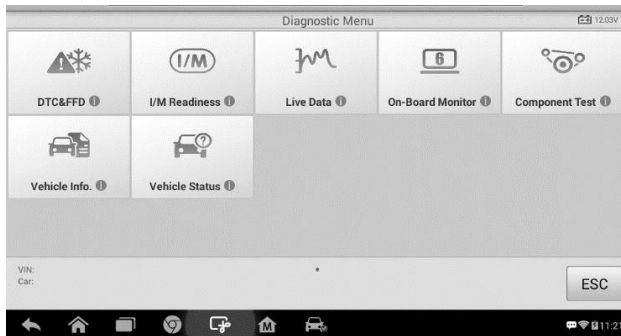 Diagnostic Menu
12.03V
DTC&FFD
I/M
I/M Readiness
Live Data
6
On-Board Monitor
Component Test
Vehicle Info.
?
Vehicle Status
VIN:
Car:
ESC
M
11:21